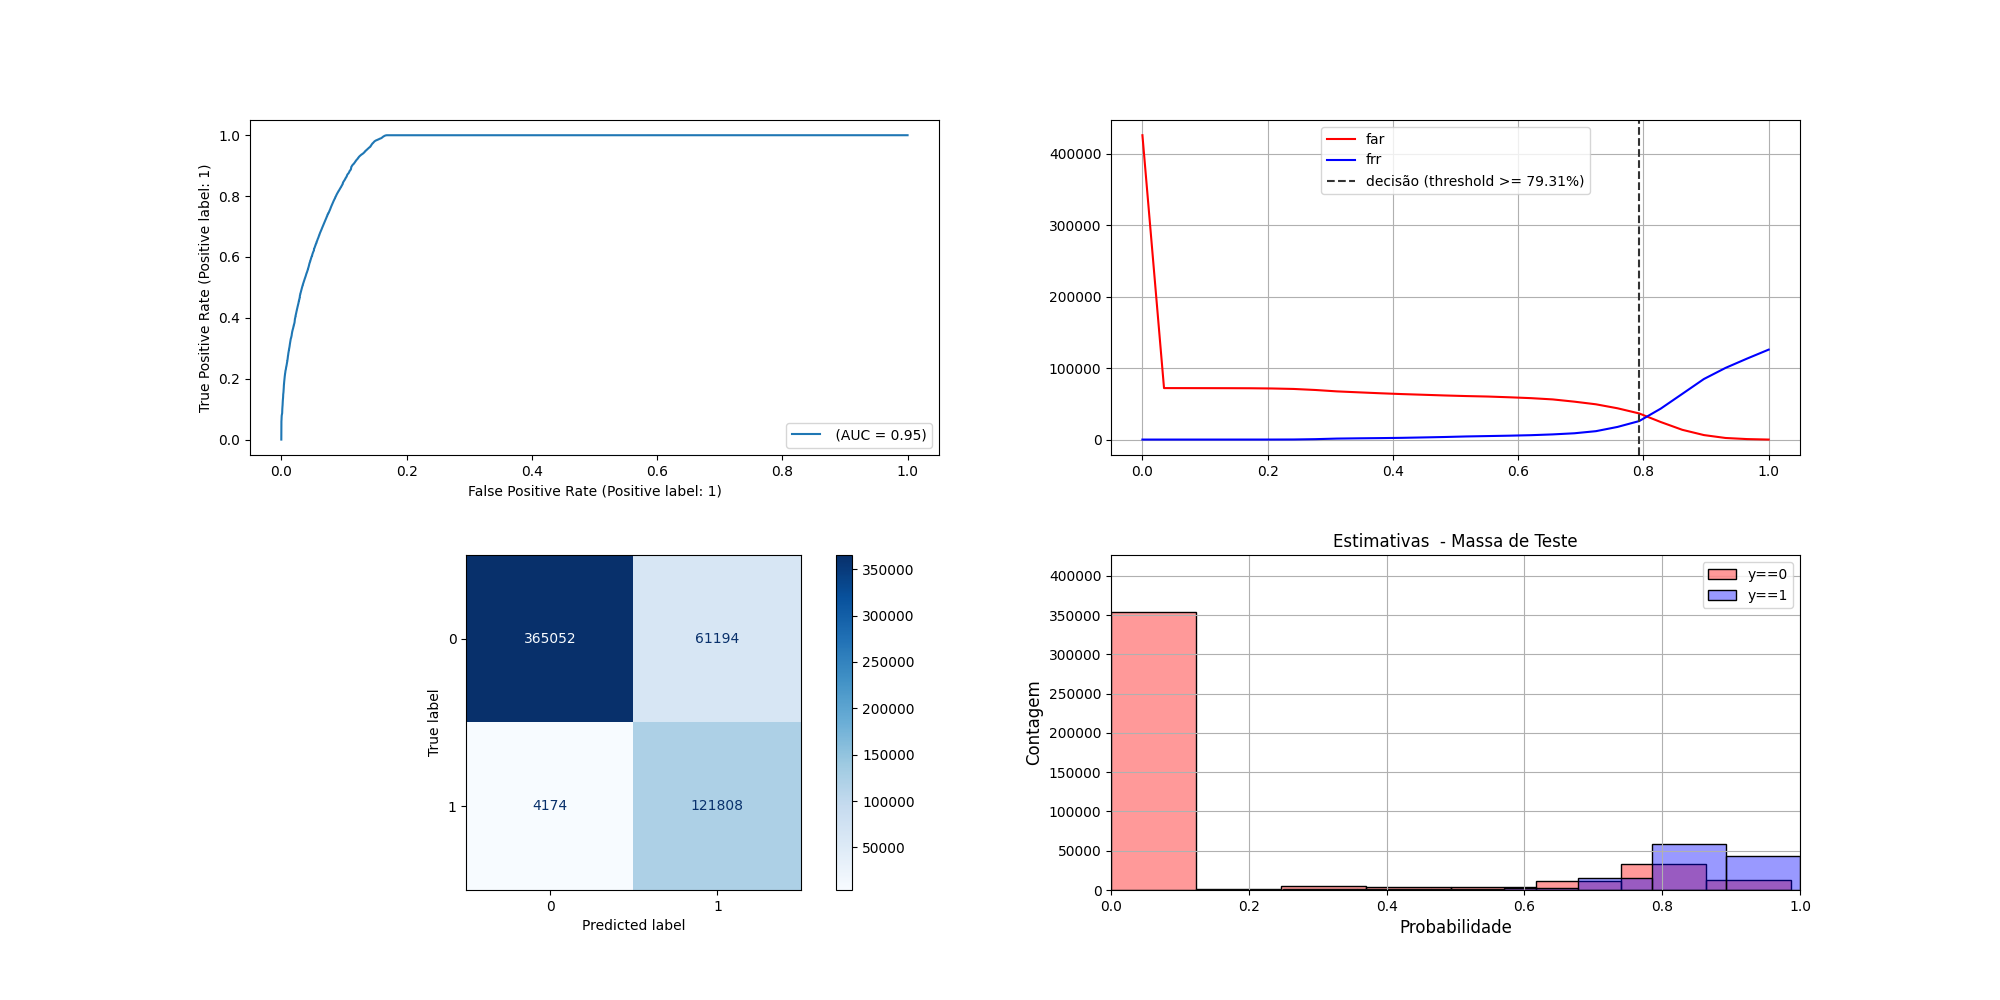 1.0
0.8
0.6
0.4
0.2
0.0
True Positive Rate (Positive label: 1)
(AUC = 0.95)
0.0 0.2 0.4 0.6 0.8 1.0
False Positive Rate (Positive label: 1)
400000
300000
200000
100000
0
far
frr
decisão (threshold >= 79.31%)
0.0 0.2 0.4 0.6 0.8 1.0
True label
0
1
365052 61194
4174 121808
0 1
Predicted label
350000
300000
250000
200000
150000
100000
50000
Estimativas - Massa de Teste
Contagem
400000
350000
300000
250000
200000
150000
100000
50000
0
y==0
y==1
0.0 0.2 0.4 0.6 0.8 1.0
Probabilidade